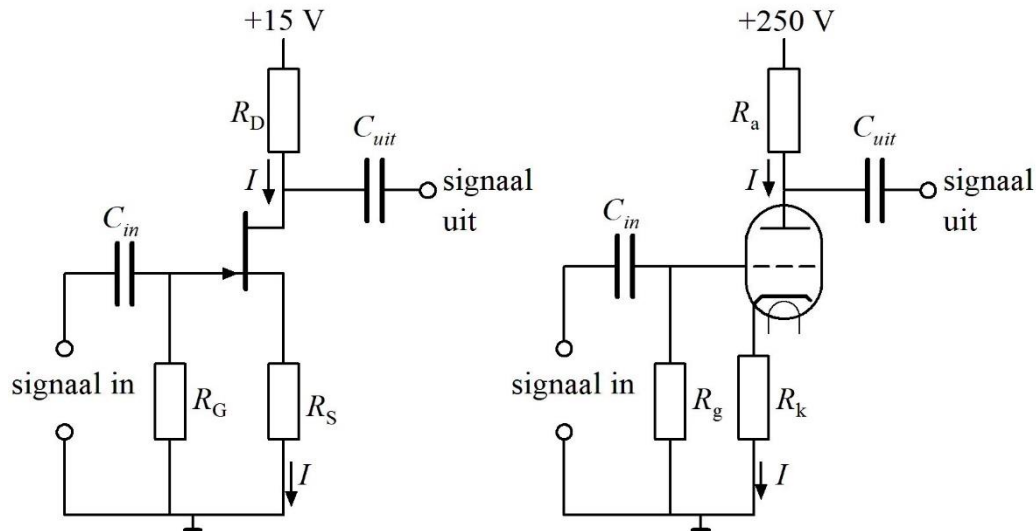 +15 V
R_D
C_uit
I
signaal
uit
C_in
signaal in
R_G
R_S
I
+250 V
R_a
C_uit
I
signaal
uit
C_in
signaal in
R_g
R_k
I